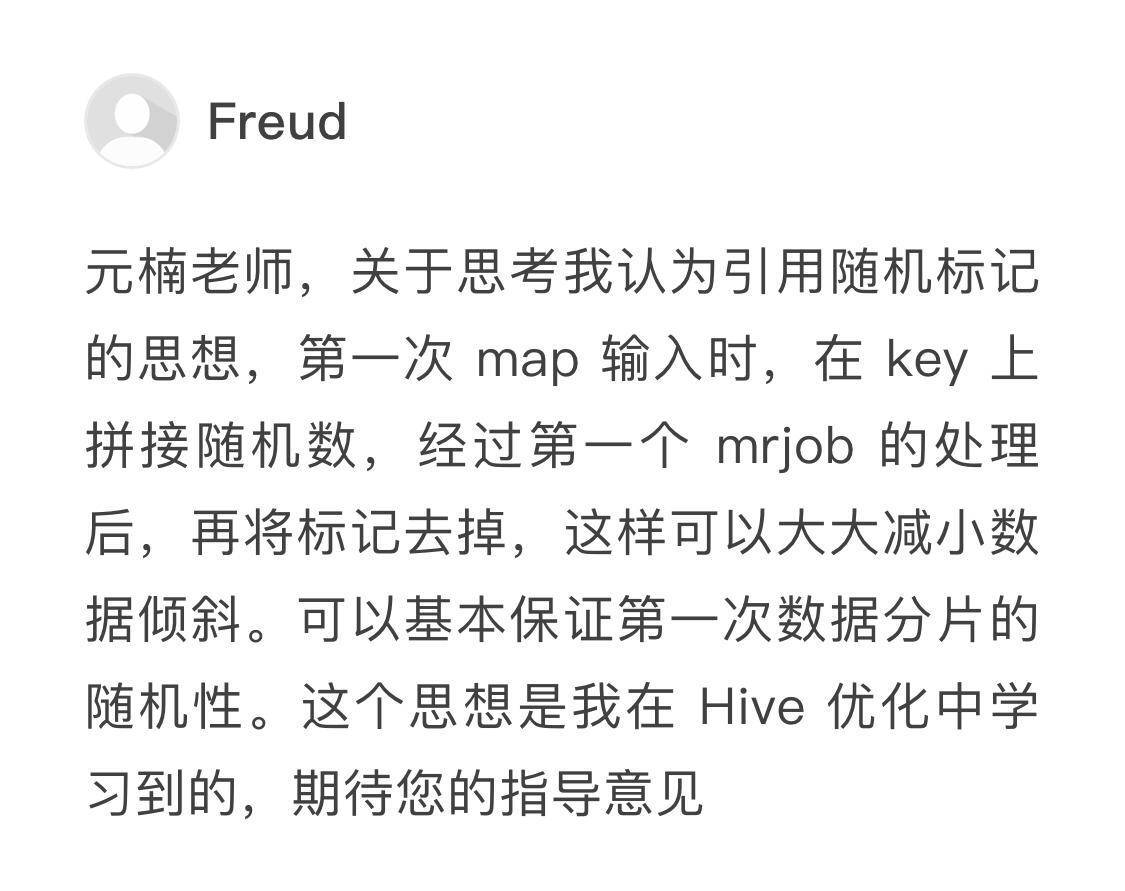 Freud
元楠老师，关于思考我认为引用随机标记
的思想，第一次 map 输入时，在 key 上
拼接随机数，经过第一个 mrjob 的处理
后，再将标记去掉，这样可以大大减小数
据倾斜。可以基本保证第一次数据分片的
随机性。这个思想是我在 Hive 优化中学
习到的，期待您的指导意见